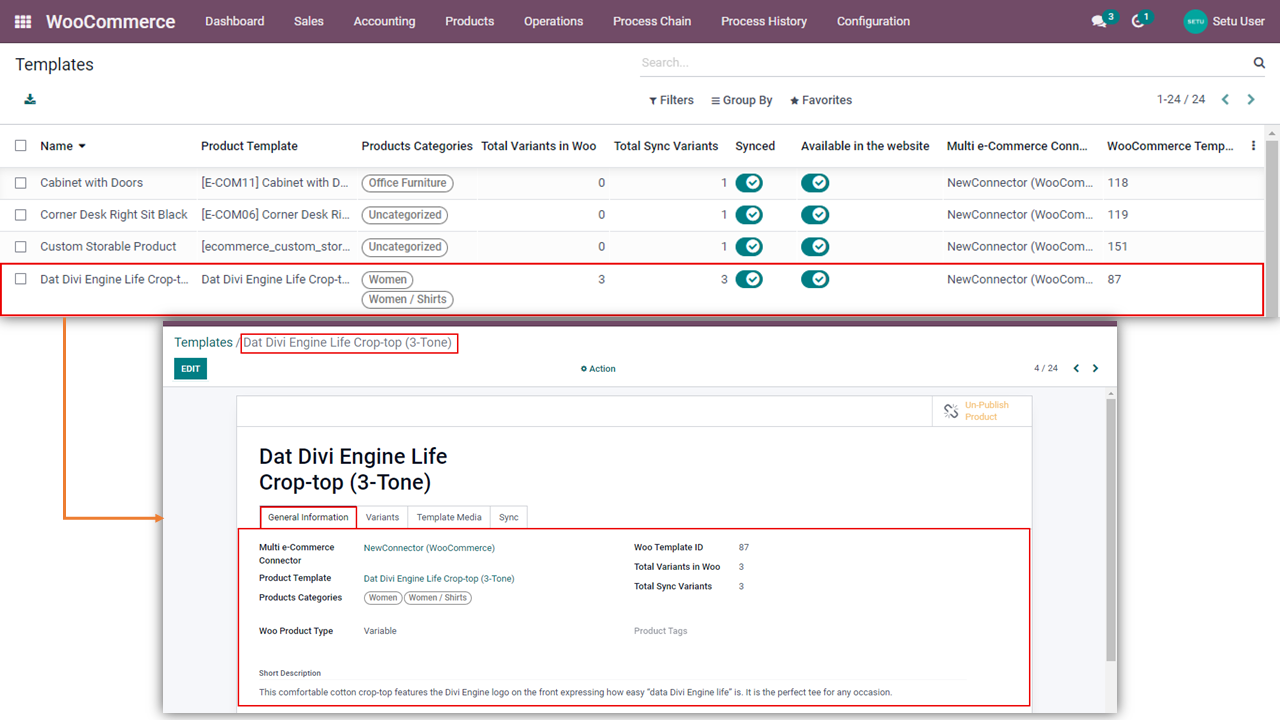 WooCommerce Dashboard Sales Accounting Products Operations Process Chain Process History Configuration 3 1 SETU Setu User
Templates Search...
Filters Group By Favorites 1-24 / 24
Name Product Template Products Categories Total Variants in Woo Total Sync Variants Synced Available in the website Multi e-Commerce Conn... WooCommerce Temp...
Cabinet with Doors [E-COM11] Cabinet with D... Office Furniture 0 1 NewConnector (WooCom... 118
Corner Desk Right Sit Black [E-COM06] Corner Desk Ri... Uncategorized 0 1 NewConnector (WooCom... 119
Custom Storable Product [ecommerce_custom_stor... Uncategorized 0 1 NewConnector (WooCom... 151
Dat Divi Engine Life Crop-t... Dat Divi Engine Life Crop-t... Women 3 3 NewConnector (WooCom... 87
Women / Shirts
Templates / Dat Divi Engine Life Crop-top (3-Tone)
EDIT Action 4 / 24
Un-Publish
Product
Dat Divi Engine Life
Crop-top (3-Tone)
General Information Variants Template Media Sync
Multi e-Commerce NewConnector (WooCommerce) Woo Template ID 87
Connector
Total Variants in Woo 3
Product Template Dat Divi Engine Life Crop-top (3-Tone)
Total Sync Variants 3
Products Categories Women Women / Shirts
Woo Product Type Variable Product Tags
Short Description
This comfortable cotton crop-top features the Divi Engine logo on the front expressing how easy "data Divi Engine life" is. It is the perfect tee for any occasion.